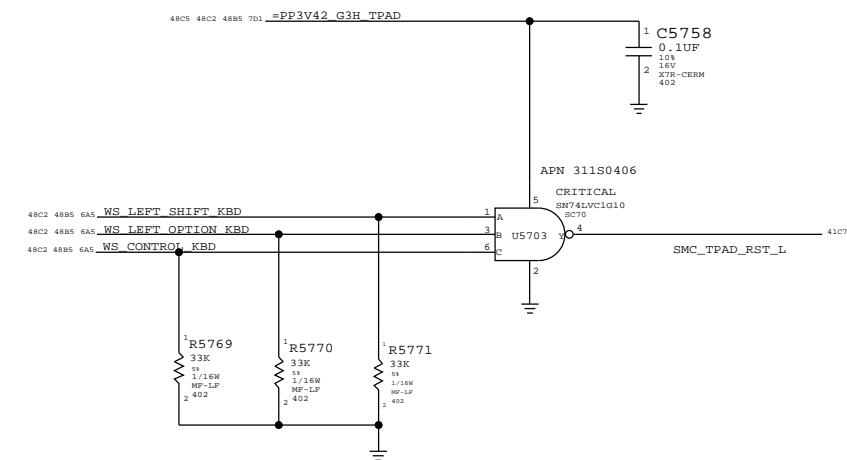 48C5 48C2 48B5 7D1 =PP3V42_G3H_TPAD
1 C5758
0.1UF
10%
16V
2 X7R-CERM
402
APN 311S0406
5 CRITICAL
SN74LVC1G10
SC70
48C2 48B5 6A5 WS_LEFT_SHIFT_KBD 1 A
48C2 48B5 6A5 WS_LEFT_OPTION_KBD 3 B U5703 Y 4 41C7
48C2 48B5 6A5 WS_CONTROL_KBD 6 C SMC_TPAD_RST_L
2
1 R5769
33K
5%
1/16W
MF-LF
2 402
1 R5770
33K
5%
1/16W
MF-LF
2 402
1 R5771
33K
5%
1/16W
MF-LF
2 402